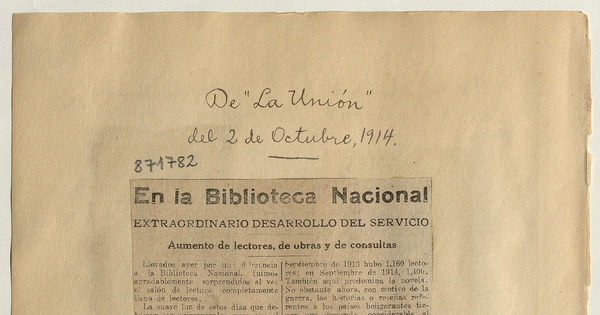 De "La Unión"
del 2 de Octubre, 1914.
871782
En la Biblioteca Nacional
EXTRAORDINARIO DESARROLLO DEL SERVICIO
Aumento de lectores, de obras y de consultas
Llevados ayer por una
a la Biblioteca Nacional, fuimos
agradablemente sorprendidos al ver
el salón de lectura completamente
lleno de lectores.
La suave luz de estos días que de-
Septiembre de 1913 hubo 1,160 lecto-
res; en Septiembre de 1914, 1,400.
También aquí predomina la novela.
No obstante ahora, con motivo de la
guerra, las historias o reseñas refe-
rentes a los países beligerantes tie-